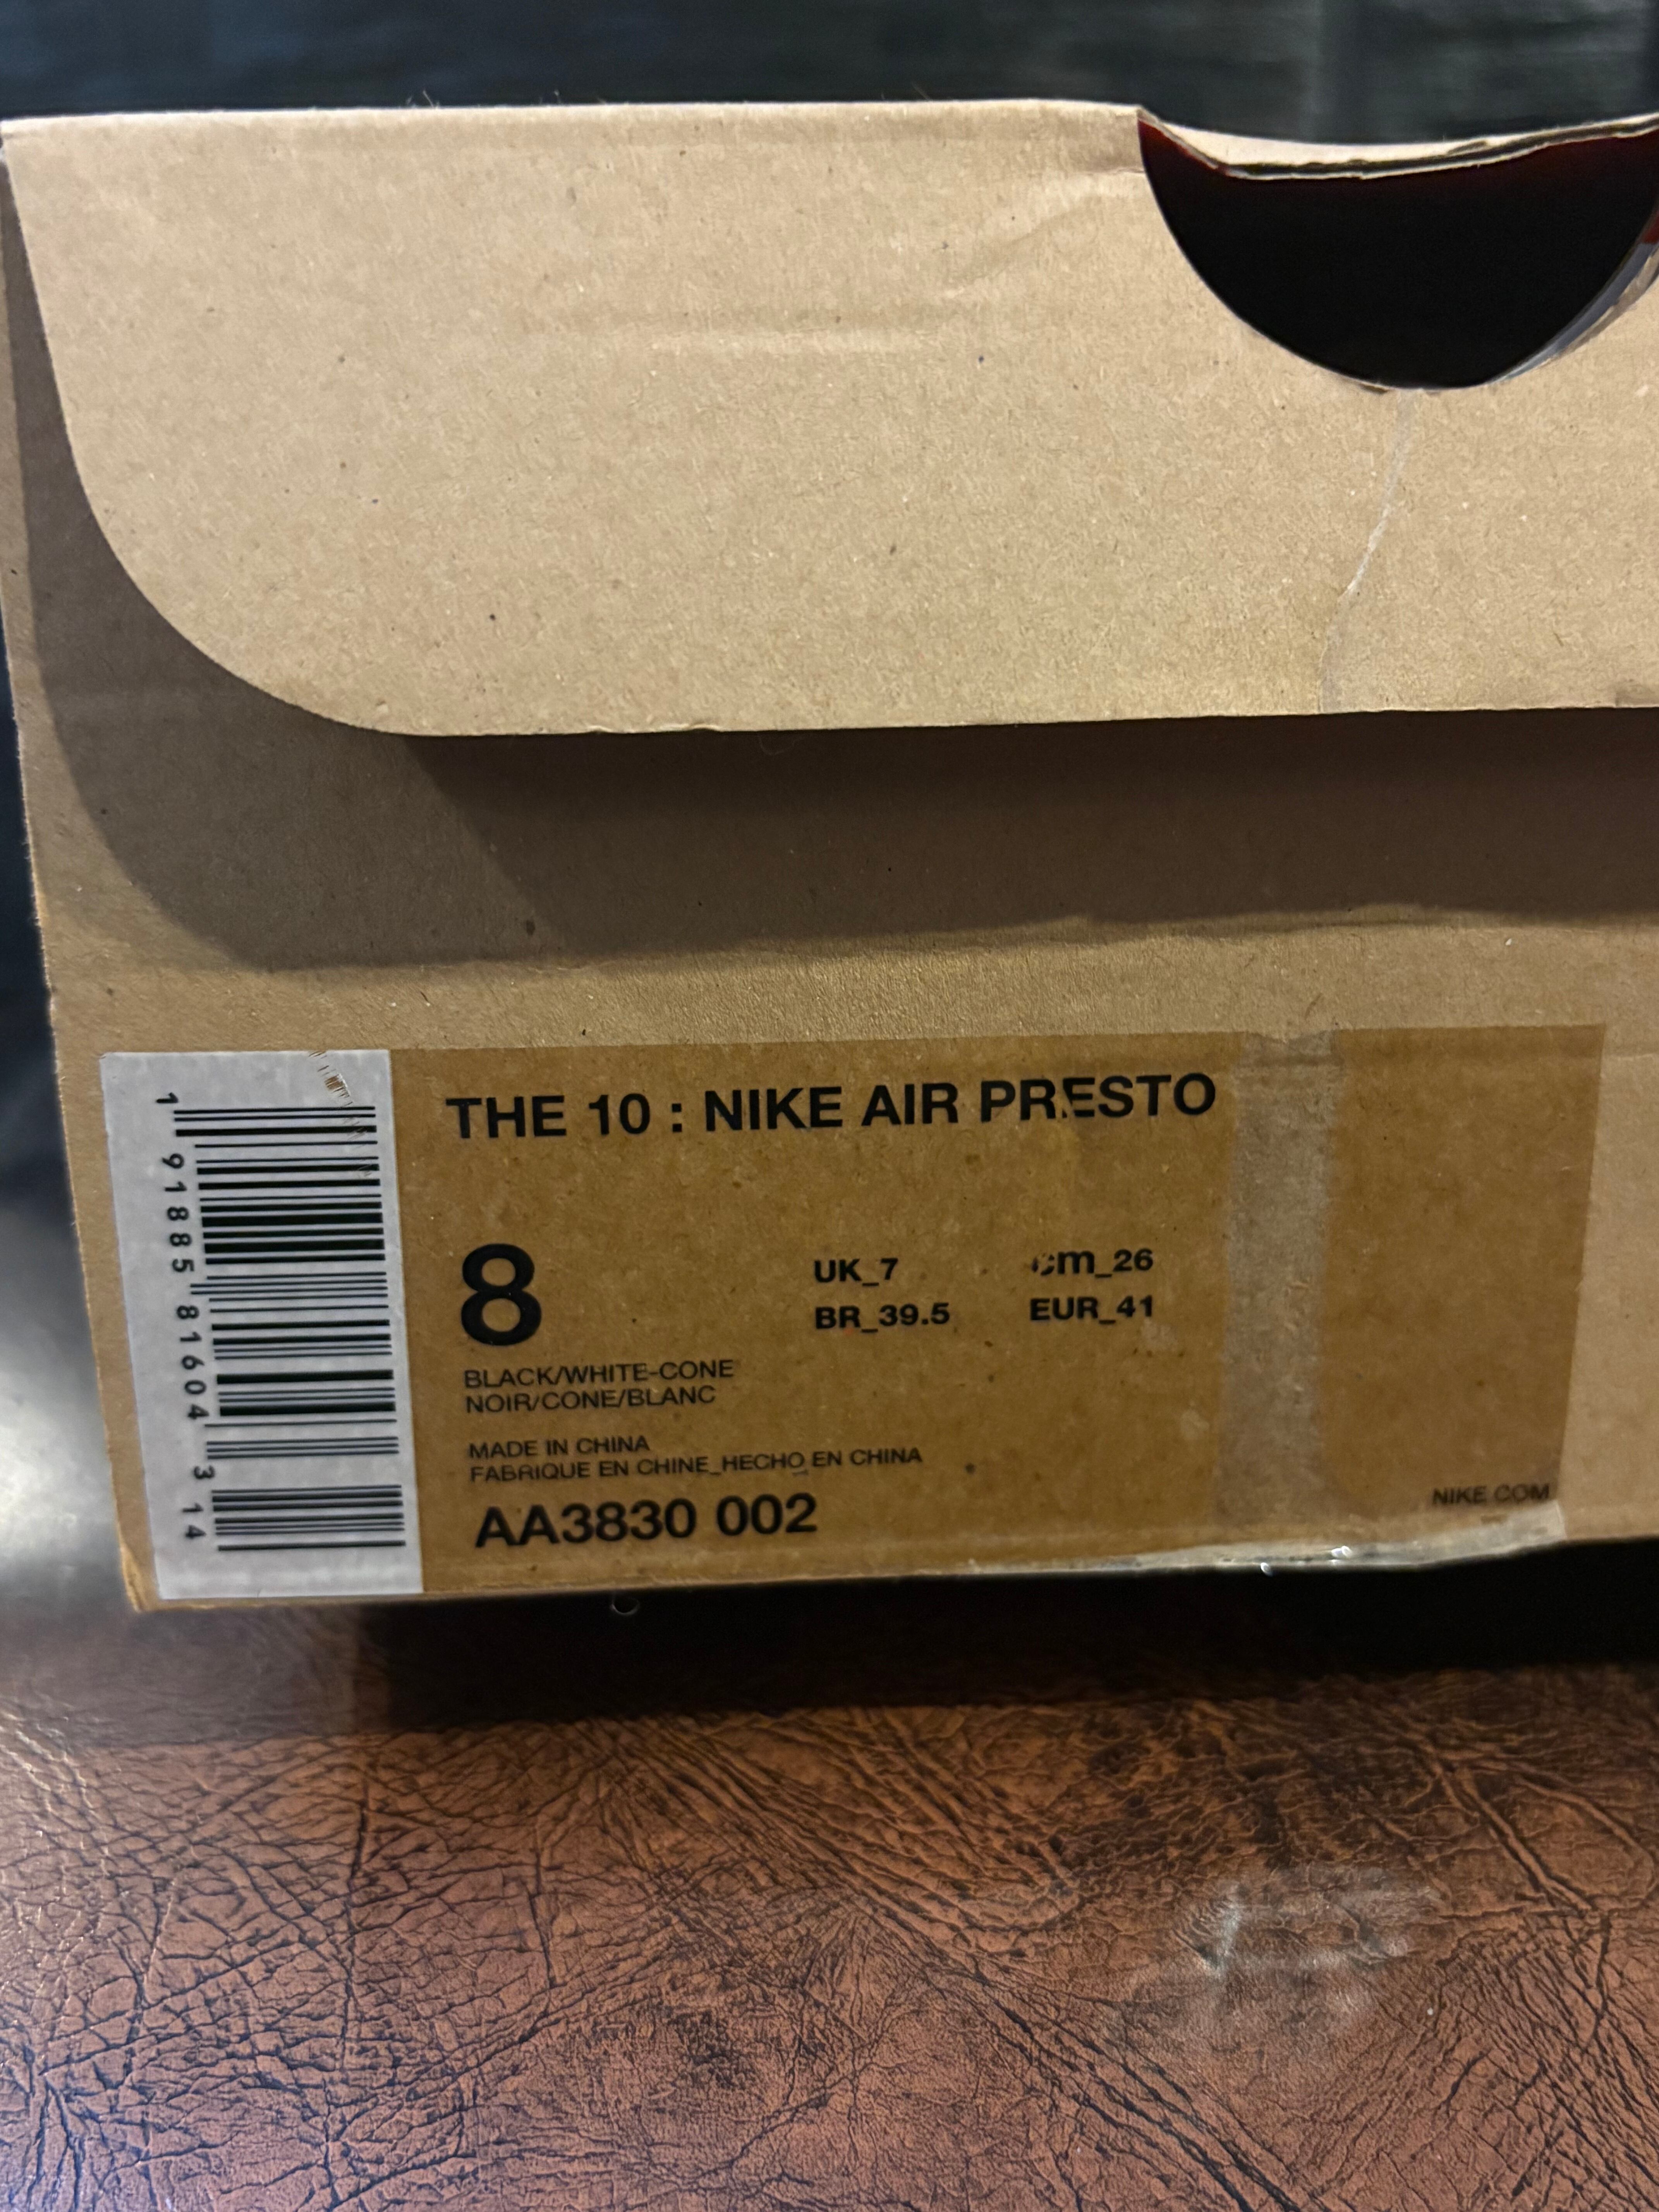 1 91885 81604 3 14
THE 10 : NIKE AIR PRESTO
8
UK_7 cm_26
BR_39.5 EUR_41
BLACK/WHITE-CONE
NOIR/CONE/BLANC
MADE IN CHINA
FABRIQUE EN CHINE_HECHO EN CHINA
AA3830 002
NIKE COM